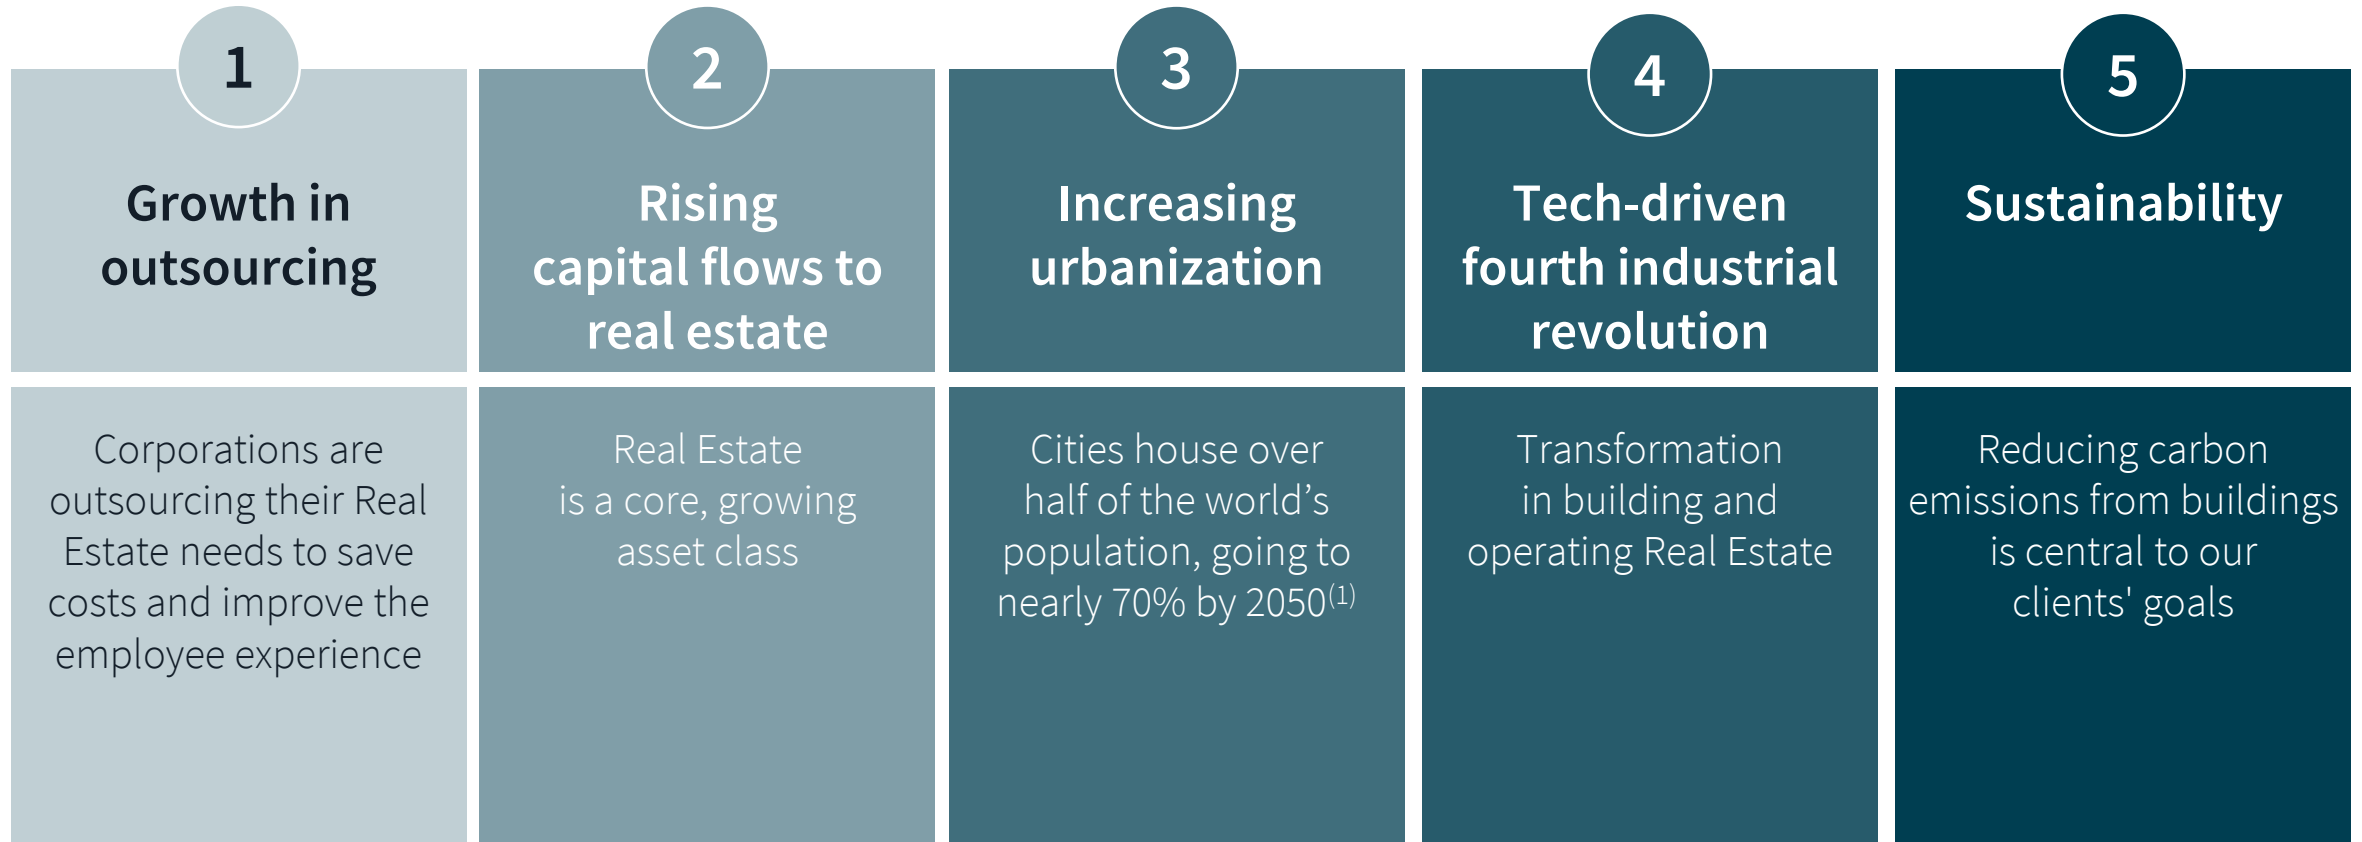 1
Growth in
outsourcing
Corporations are
outsourcing their Real
Estate needs to save
costs and improve the
employee experience
2
Rising
capital flows to
real estate
Real Estate
is a core, growing
asset class
3
Increasing
urbanization
Cities house over
half of the world’s
population, going to
nearly 70% by 2050(1)
4
Tech-driven
fourth industrial
revolution
Transformation
in building and
operating Real Estate
5
Sustainability
Reducing carbon
emissions from buildings
is central to our
clients' goals